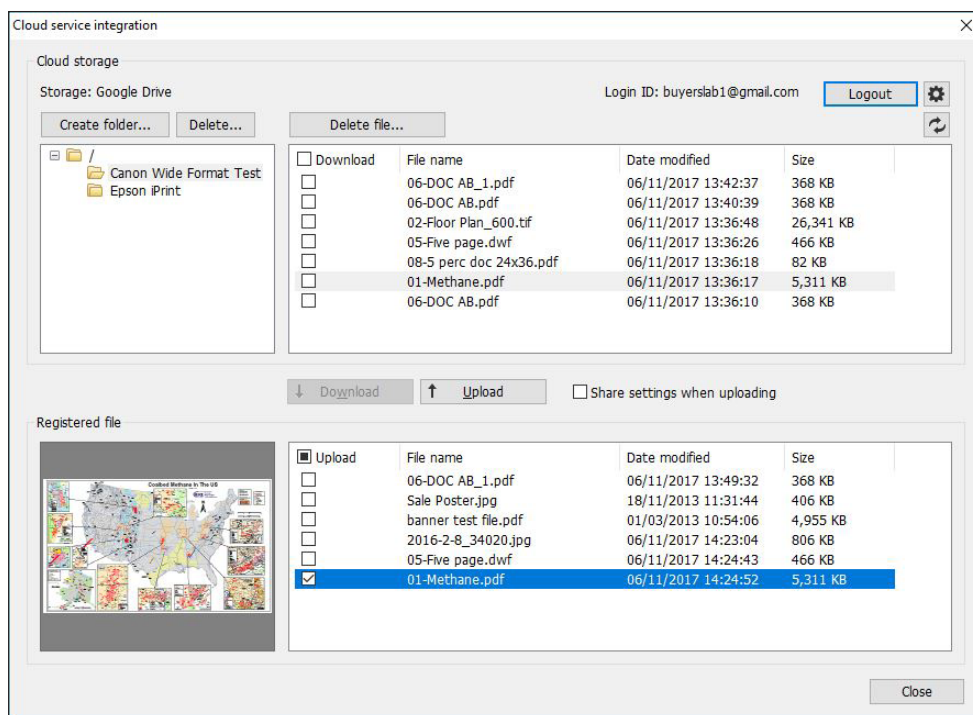 Cloud service integration
Cloud storage
Storage: Google Drive
Login ID: buyerslab1@gmail.com
Logout
Create folder...
Delete...
Delete file...
/
Canon Wide Format Test
Epson iPrint
Download File name Date modified Size
06-DOC AB_1.pdf 06/11/2017 13:42:37 368 KB
06-DOC AB.pdf 06/11/2017 13:40:39 368 KB
02-Floor Plan_600.tif 06/11/2017 13:36:48 26,341 KB
05-Five page.dwf 06/11/2017 13:36:26 466 KB
08-5 perc doc 24x36.pdf 06/11/2017 13:36:18 82 KB
01-Methane.pdf 06/11/2017 13:36:17 5,311 KB
06-DOC AB.pdf 06/11/2017 13:36:10 368 KB
Download
Upload
Share settings when uploading
Registered file
Coalbed Methane In The US
Upload File name Date modified Size
06-DOC AB_1.pdf 06/11/2017 13:49:32 368 KB
Sale Poster.jpg 18/11/2013 11:31:44 406 KB
banner test file.pdf 01/03/2013 10:54:06 4,955 KB
2016-2-8_34020.jpg 06/11/2017 14:23:04 806 KB
05-Five page.dwf 06/11/2017 14:24:43 466 KB
01-Methane.pdf 06/11/2017 14:24:52 5,311 KB
Close